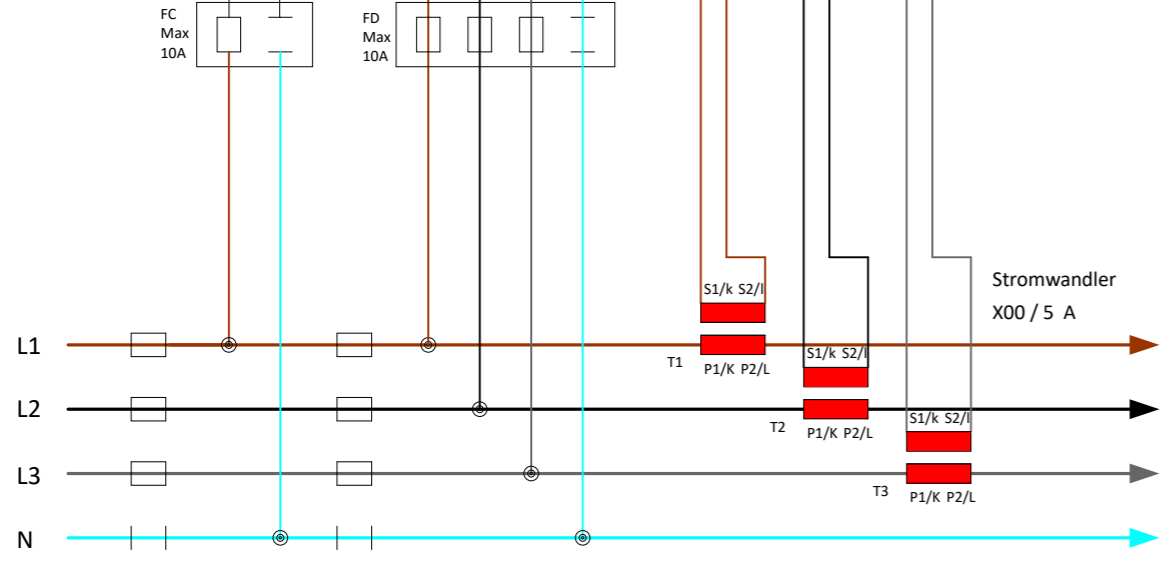 FC
Max
10A
FD
Max
10A
Stromwandler
X00 / 5 A
S1/k S2/l
L1
T1
P1/K P2/L
S1/k S2/l
L2
T2
P1/K P2/L
S1/k S2/l
L3
T3
P1/K P2/L
N